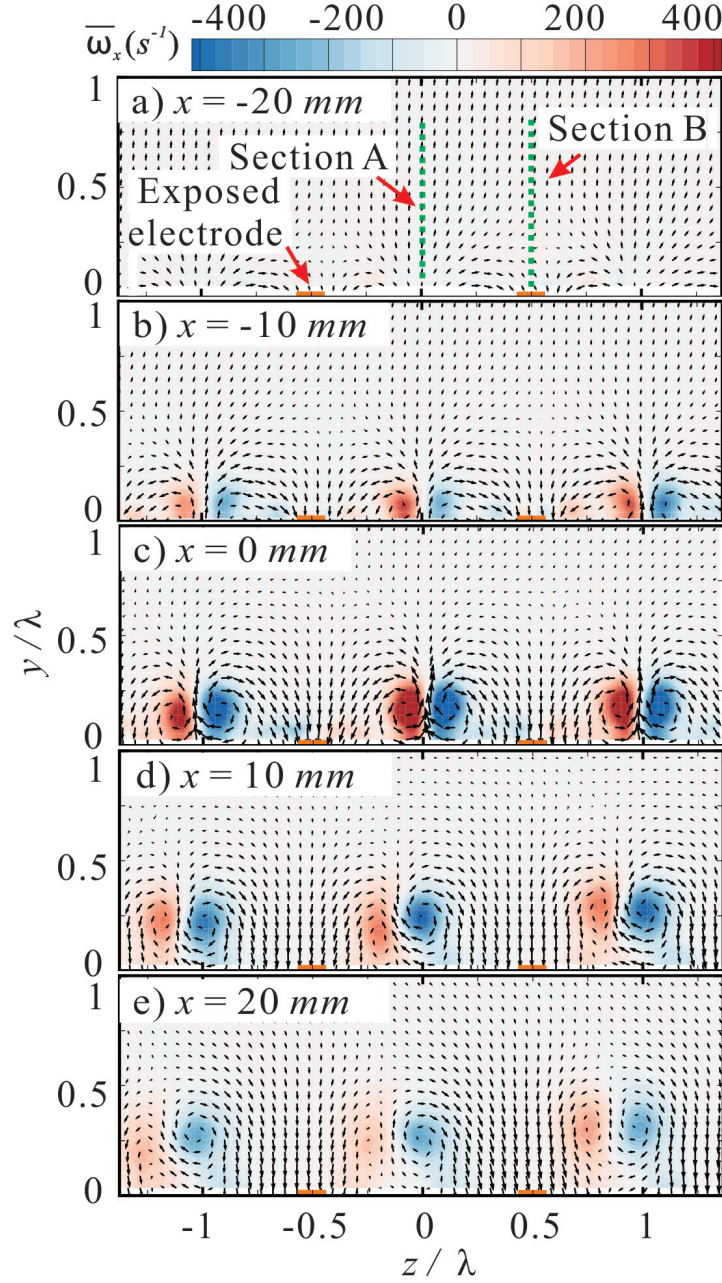 ω̅ₓ(s⁻¹) -400 -200 0 200 400
1
a) x = -20 mm
Section B
Section A
0.5
Exposed
electrode
0
1
b) x = -10 mm
0.5
0
1
c) x = 0 mm
0.5
0
y/λ
1
d) x = 10 mm
0.5
0
1
e) x = 20 mm
0.5
0
-1 -0.5 0 0.5 1
z / λ